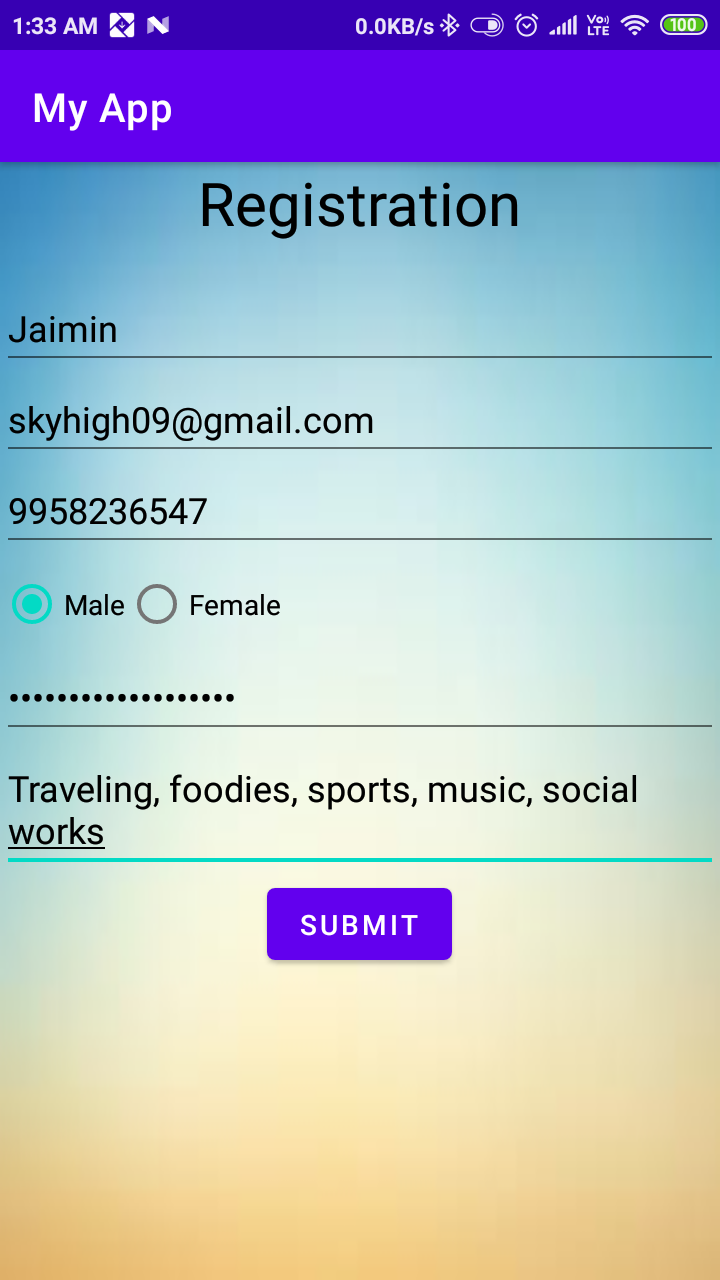 1:33 AM 0.0KB/s Vo) LTE 100
My App
Registration
Jaimin
skyhigh09@gmail.com
9958236547
Male Female
•••••••••••••••••••
Traveling, foodies, sports, music, social
works
SUBMIT